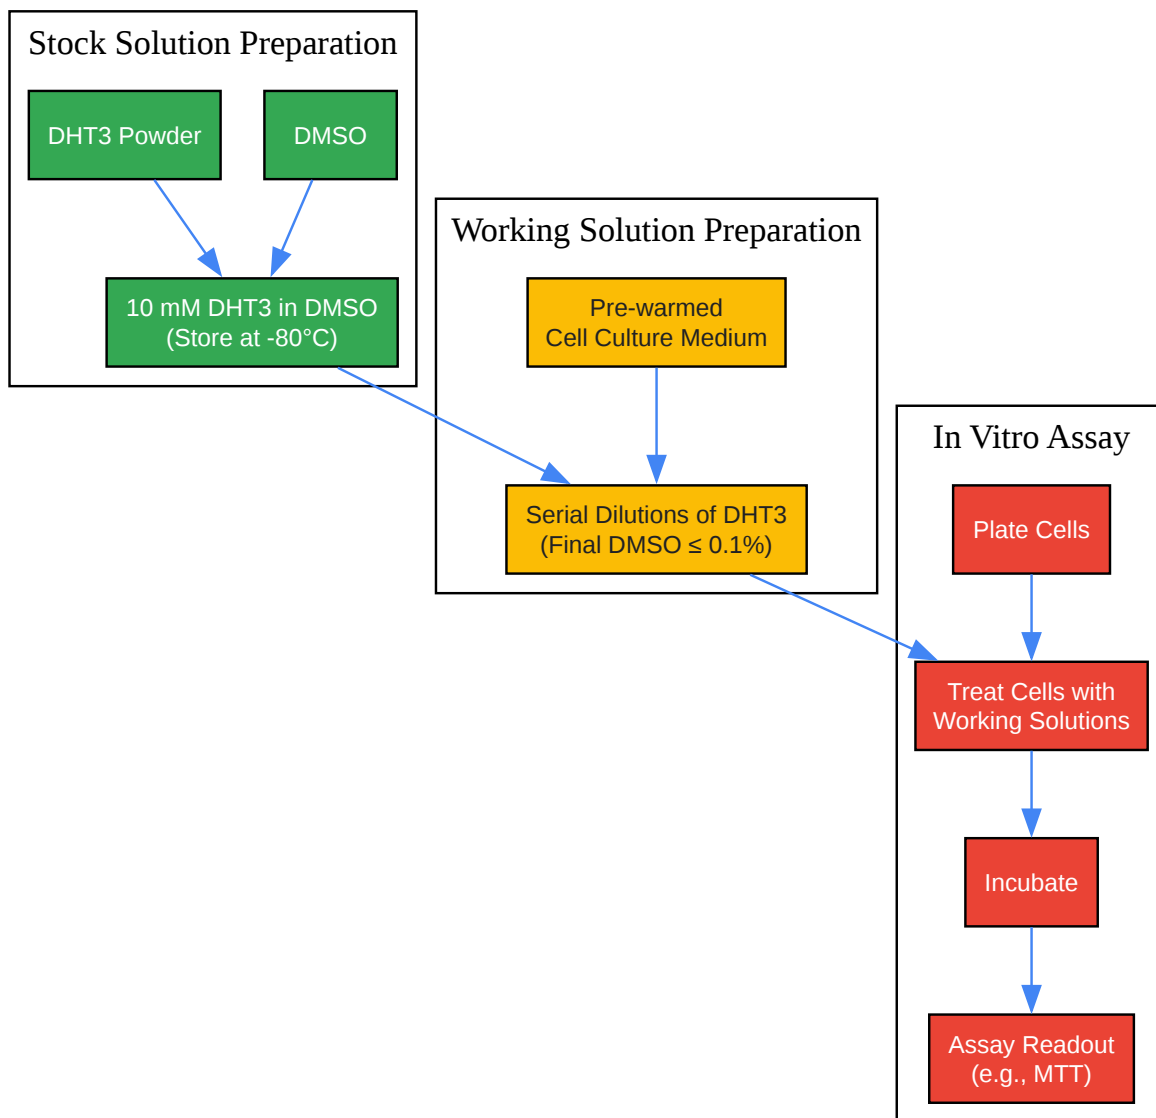 Stock Solution Preparation
DHT3 Powder
DMSO
10 mM DHT3 in DMSO
(Store at -80°C)
Working Solution Preparation
Pre-warmed
Cell Culture Medium
Serial Dilutions of DHT3
(Final DMSO ≤ 0.1%)
In Vitro Assay
Plate Cells
Treat Cells with
Working Solutions
Incubate
Assay Readout
(e.g., MTT)